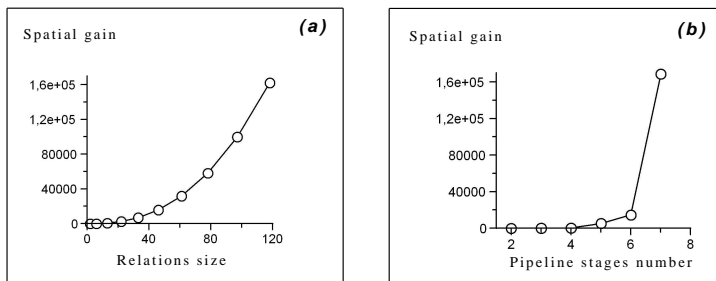 (a)
Spatial gain
1,6e+05
1,2e+05
80000
40000
0
0 40 80 120
Relations size
(b)
Spatial gain
1,6e+05
1,2e+05
80000
40000
0
2 4 6 8
Pipeline stages number